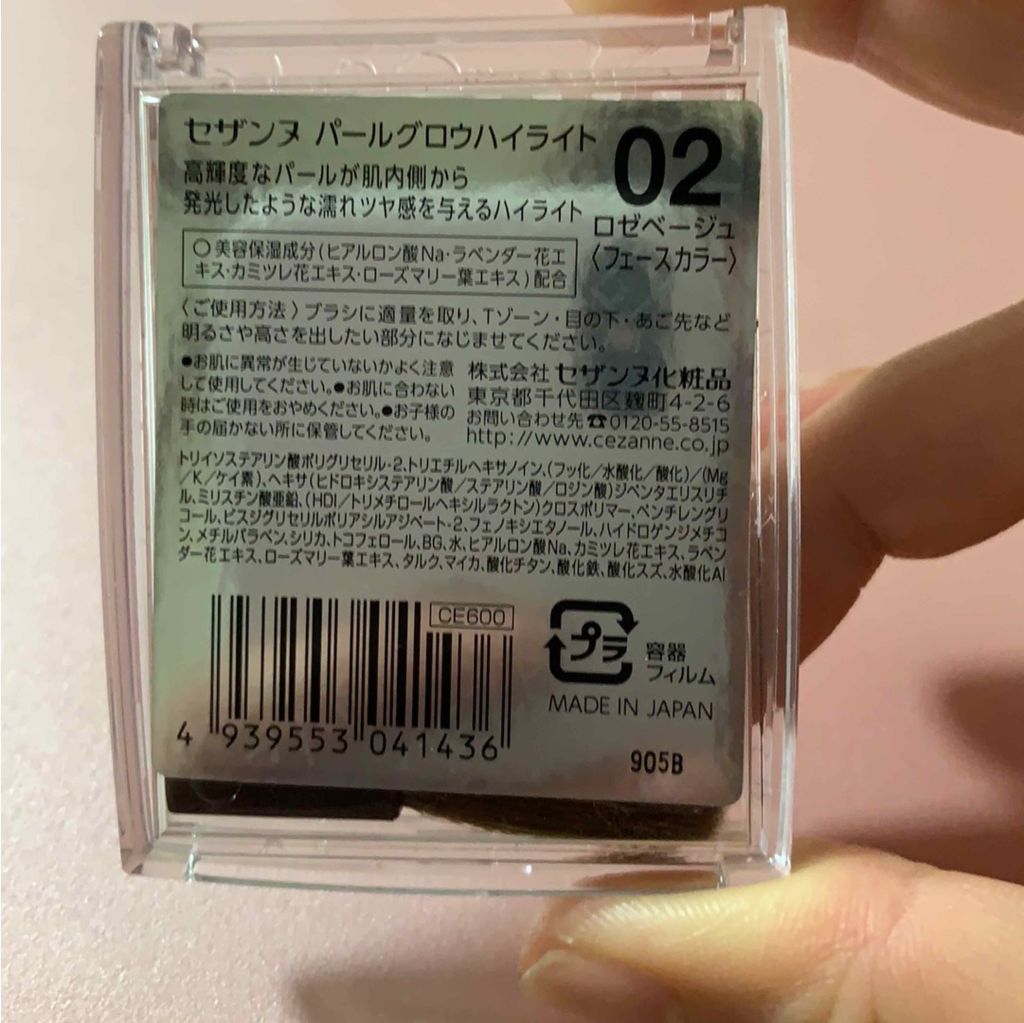 セザンヌ パールグロウハイライト
02
高輝度なパールが肌内側から
発光したような濡れツヤ感を与えるハイライト
ロゼベージュ
〈フェースカラー〉
○美容保湿成分(ヒアルロン酸Na・ラベンダー花エ
キス・カミツレ花エキス・ローズマリー葉エキス)配合
〈ご使用方法〉ブラシに適量を取り、Tゾーン・目の下・あご先など
明るさや高さを出したい部分になじませてください。
●お肌に異常が生じていないかよく注意
して使用してください。●お肌に合わない
時はご使用をおやめください。●お子様の
手の届かない所に保管してください。
株式会社 セザンヌ化粧品
東京都千代田区麹町4-2-6
お問い合わせ先☎0120-55-8515
http://www.cezanne.co.jp
トリイソステアリン酸ポリグリセリル-2、トリエチルヘキサノイン、(フッ化/水酸化/酸化)/(Mg
/K/ケイ素)、ヘキサ(ヒドロキシステアリン酸/ステアリン酸/ロジン酸)ジペンタエリスリチ
ル、ミリスチン酸亜鉛、(HDI/トリメチロールヘキシルラクトン)クロスポリマー、ペンチレングリ
コール、ビスジグリセリルポリアシルアジペート-2、フェノキシエタノール、ハイドロゲンジメチコ
ン、メチルパラベン、シリカ、トコフェロール、BG、水、ヒアルロン酸Na、カミツレ花エキス、ラベン
ダー花エキス、ローズマリー葉エキス、タルク、マイカ、酸化チタン、酸化鉄、酸化スズ、水酸化Al
CE600
4 939553 041436
プラ
容器
フィルム
MADE IN JAPAN
905B